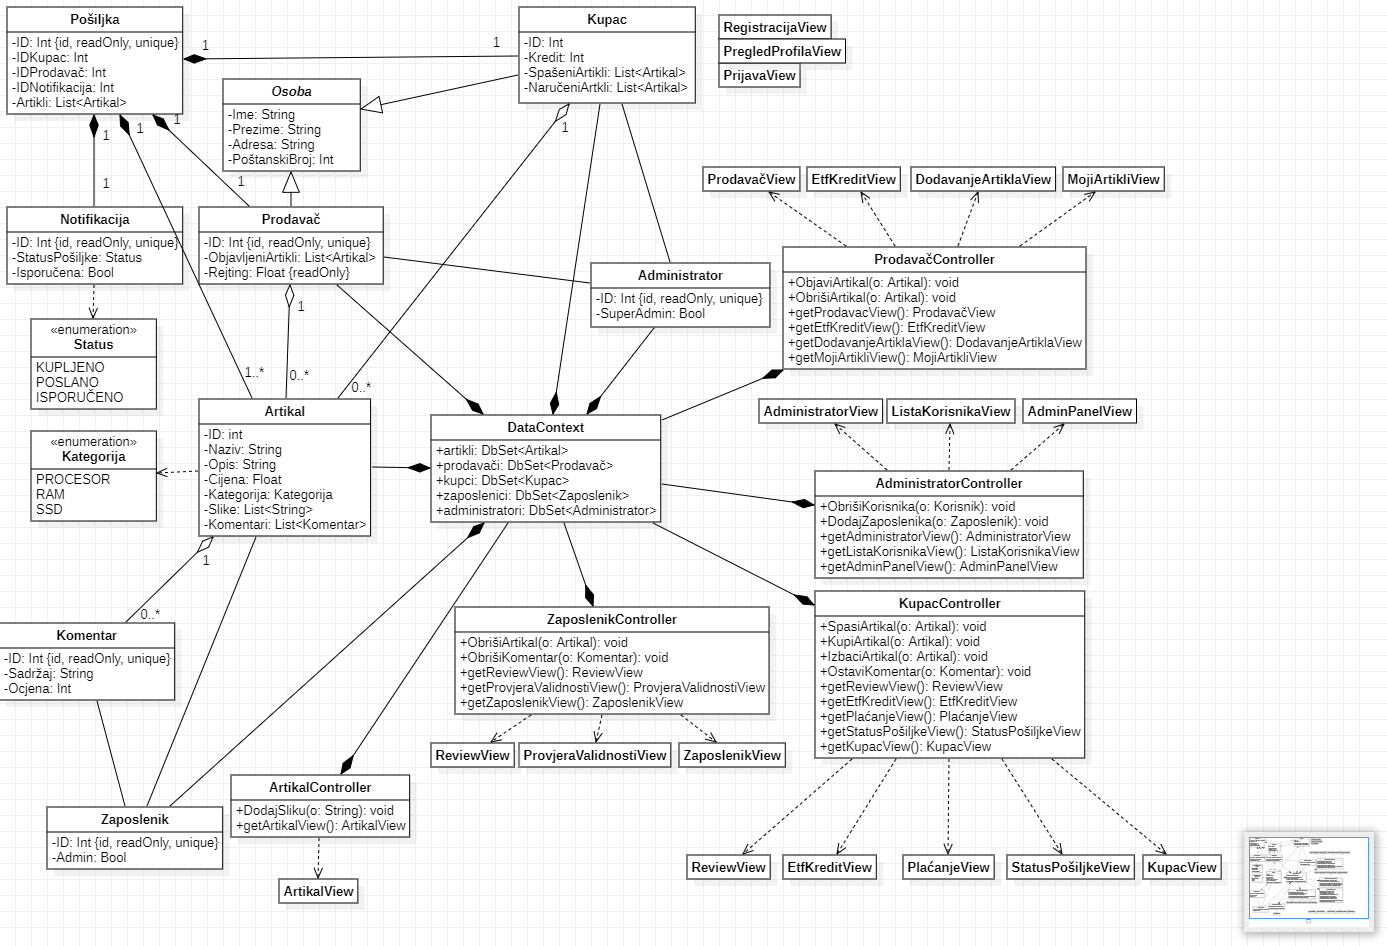 Pošiljka
-ID: Int {id, readOnly, unique}
-IDKupac: Int
-IDProdavač: Int
-IDNotifikacija: Int
-Artikli: List<Artikal>
1
1
Kupac
-ID: Int
-Kredit: Int
-SpašeniArtikli: List<Artikal>
-NaručeniArtkli: List<Artikal>
RegistracijaView
PregledProfilaView
PrijavaView
Osoba
-Ime: String
-Prezime: String
-Adresa: String
-PoštanskiBroj: Int
1
1
1
1
1
1
Notifikacija
-ID: Int {id, readOnly, unique}
-StatusPošiljke: Status
-Isporučena: Bool
Prodavač
-ID: Int {id, readOnly, unique}
-ObjavljeniArtikli: List<Artikal>
-Rejting: Float {readOnly}
ProdavačView
EtfKreditView
DodavanjeArtiklaView
MojiArtikliView
Administrator
-ID: Int {id, readOnly, unique}
-SuperAdmin: Bool
ProdavačController
+ObjaviArtikal(o: Artikal): void
+ObrišiArtikal(o: Artikal): void
+getProdavacView(): ProdavačView
+getEtfKreditView(): EtfKreditView
+getDodavanjeArtiklaView(): DodavanjeArtiklaView
+getMojiArtikliView(): MojiArtikliView
«enumeration»
Status
KUPLJENO
POSLANO
ISPORUČENO
1
1..*
0..*
0..*
«enumeration»
Kategorija
PROCESOR
RAM
SSD
Artikal
-ID: int
-Naziv: String
-Opis: String
-Cijena: Float
-Kategorija: Kategorija
-Slike: List<String>
-Komentari: List<Komentar>
DataContext
+artikli: DbSet<Artikal>
+prodavači: DbSet<Prodavač>
+kupci: DbSet<Kupac>
+zaposlenici: DbSet<Zaposlenik>
+administratori: DbSet<Administrator>
AdministratorView
ListaKorisnikaView
AdminPanelView
AdministratorController
+ObrišiKorisnika(o: Korisnik): void
+DodajZaposlenika(o: Zaposlenik): void
+getAdministratorView(): AdministratorView
+getListaKorisnikaView(): ListaKorisnikaView
+getAdminPanelView(): AdminPanelView
1
0..*
Komentar
-ID: Int {id, readOnly, unique}
-Sadržaj: String
-Ocjena: Int
ZaposlenikController
+ObrišiArtikal(o: Artikal): void
+ObrišiKomentar(o: Komentar): void
+getReviewView(): ReviewView
+getProvjeraValidnostiView(): ProvjeraValidnostiView
+getZaposlenikView(): ZaposlenikView
KupacController
+SpasiArtikal(o: Artikal): void
+KupiArtikal(o: Artikal): void
+IzbaciArtikal(o: Artikal): void
+OstaviKomentar(o: Komentar): void
+getReviewView(): ReviewView
+getEtfKreditView(): EtfKreditView
+getPlaćanjeView(): PlaćanjeView
+getStatusPošiljkeView(): StatusPošiljkeView
+getKupacView(): KupacView
ReviewView
ProvjeraValidnostiView
ZaposlenikView
ArtikalController
+DodajSliku(o: String): void
+getArtikalView(): ArtikalView
Zaposlenik
-ID: Int {id, readOnly, unique}
-Admin: Bool
ArtikalView
ReviewView
EtfKreditView
PlaćanjeView
StatusPošiljkeView
KupacView